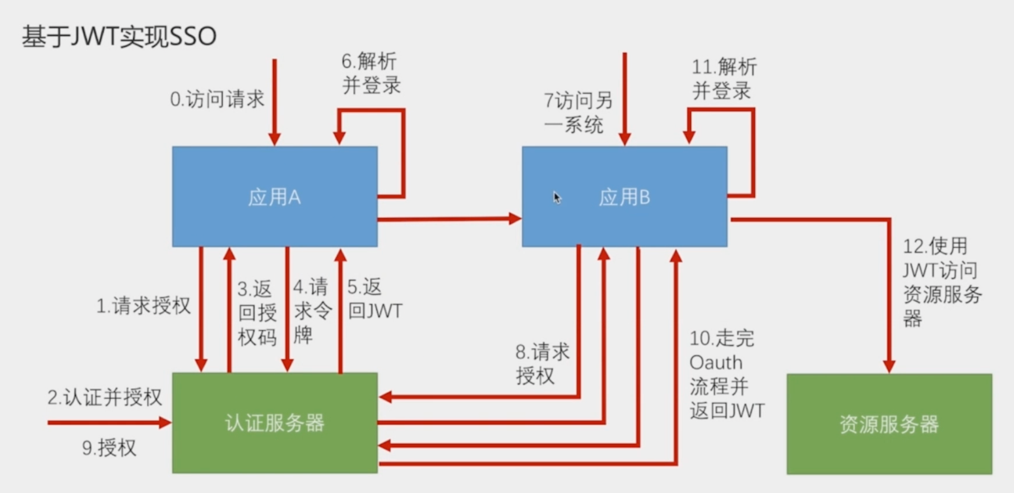 基于JWT实现SSO
0.访问请求
6.解析
并登录
7访问另
一系统
11.解析
并登录
应用A
应用B
1.请求授权
3.返
回授
权码
4.请
求令
牌
5.返
回JWT
12.使用
JWT访问
资源服务
器
8.请求
授权
10.走完
Oauth
流程并
返回JWT
2.认证并授权
9.授权
认证服务器
资源服务器